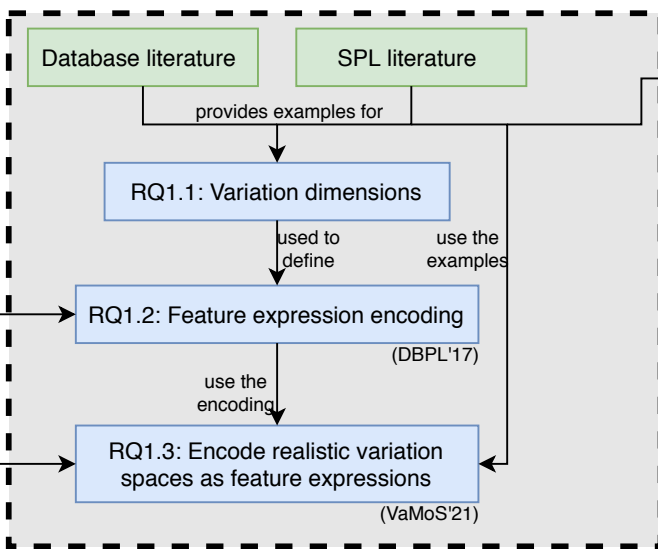 Database literature
SPL literature
provides examples for
RQ1.1: Variation dimensions
used to
define
use the
examples
RQ1.2: Feature expression encoding
(DBPL'17)
use the
encoding
RQ1.3: Encode realistic variation
spaces as feature expressions
(VaMoS'21)